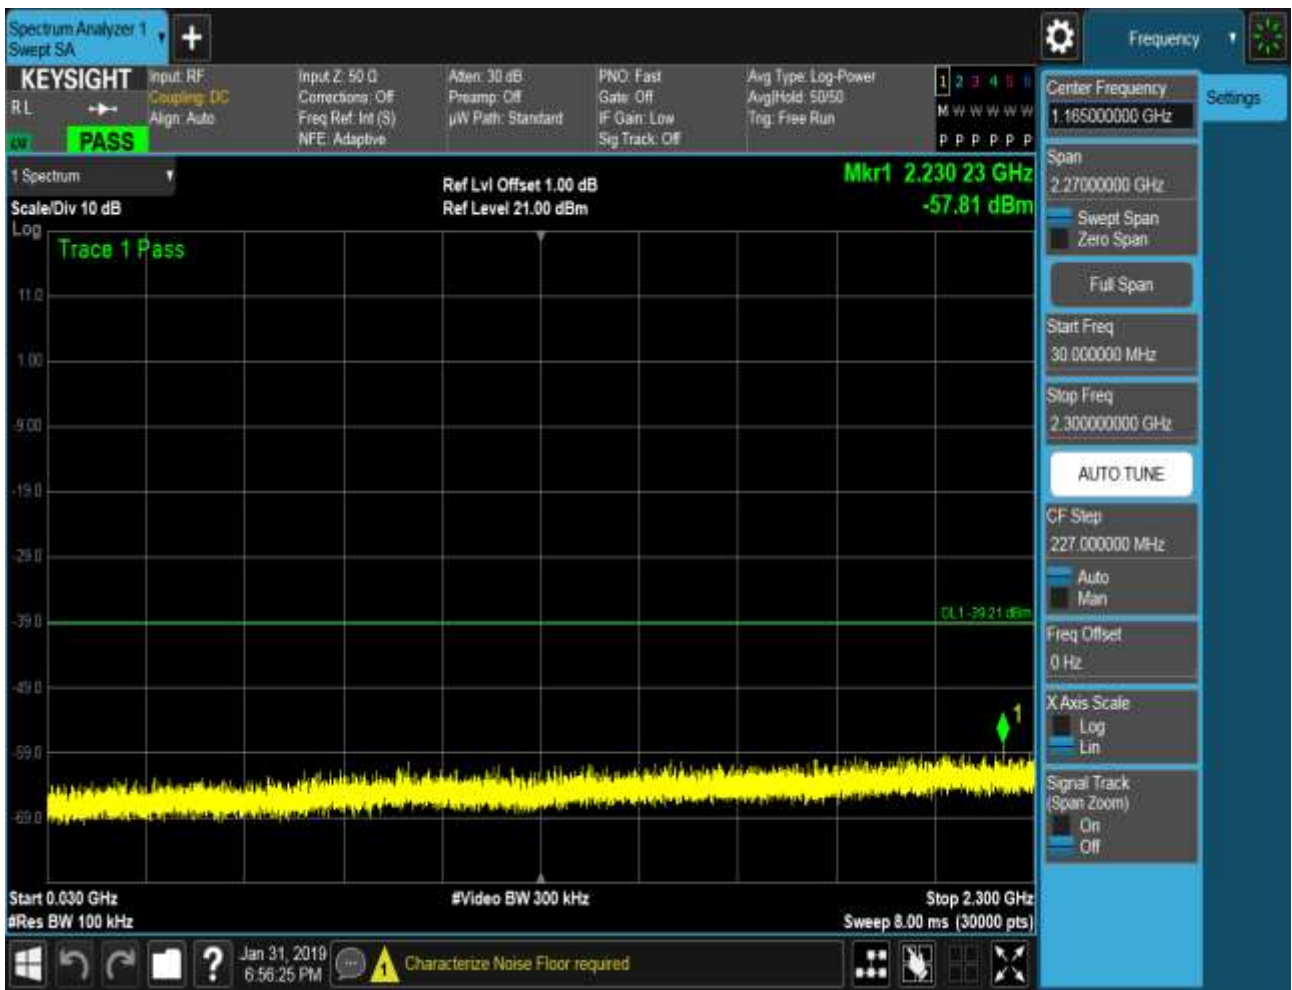 Spectrum Analyzer 1
Swept SA
+
Frequency
KEYSIGHT
Input: RF
Coupling: DC
Align: Auto
Input Z: 50 Ω
Corrections: Off
Freq Ref: Int (S)
NFE: Adaptive
Atten: 30 dB
Preamp: Off
µW Path: Standard
PNO: Fast
Gate: Off
IF Gain: Low
Sig Track: Off
Avg Type: Log-Power
Avg|Hold: 50/50
Trig: Free Run
1 2 3 4 5 6
M W W W W W
P P P P P P
R L
PASS
1 Spectrum
Scale/Div 10 dB
Log
Ref Lvl Offset 1.00 dB
Ref Level 21.00 dBm
Mkr1 2.230 23 GHz
-57.81 dBm
Trace 1 Pass
11.0
1.00
-9.00
-19.0
-29.0
-39.0
-49.0
-59.0
-69.0
DL1 -39.21 dBm
1
Start 0.030 GHz
#Res BW 100 kHz
#Video BW 300 kHz
Stop 2.300 GHz
Sweep 8.00 ms (30000 pts)
Center Frequency
1.165000000 GHz
Settings
Span
2.27000000 GHz
Swept Span
Zero Span
Full Span
Start Freq
30.000000 MHz
Stop Freq
2.300000000 GHz
AUTO TUNE
CF Step
227.000000 MHz
Auto
Man
Freq Offset
0 Hz
X Axis Scale
Log
Lin
Signal Track
(Span Zoom)
On
Off
?
Jan 31, 2019
6:56:25 PM
1
Characterize Noise Floor required